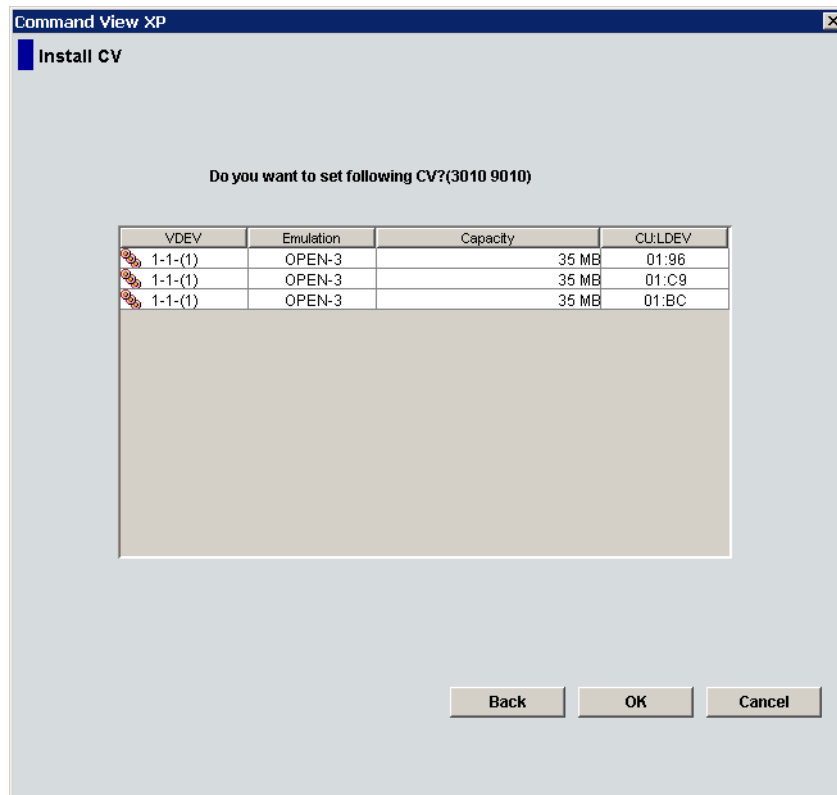 Command View XP
Install CV
Do you want to set following CV?(3010 9010)
VDEV Emulation Capacity CU:LDEV
1-1-(1) OPEN-3 35 MB 01:96
1-1-(1) OPEN-3 35 MB 01:C9
1-1-(1) OPEN-3 35 MB 01:BC
Back OK Cancel